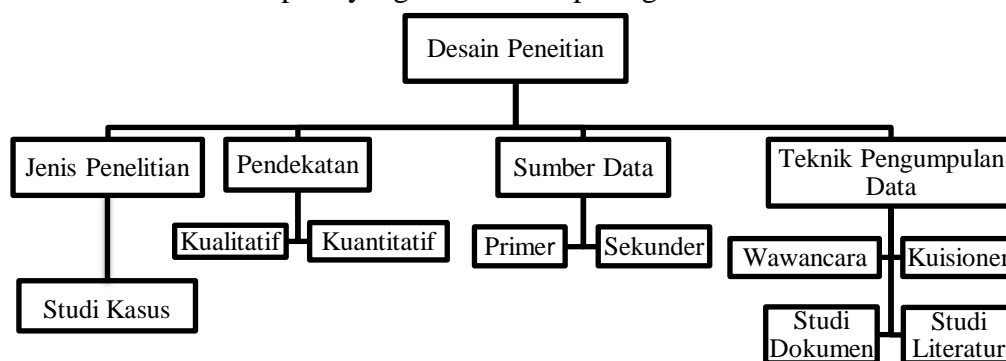 Desain Peneitian
Jenis Penelitian
Pendekatan
Sumber Data
Teknik Pengumpulan
Data
Kualitatif
Kuantitatif
Primer
Sekunder
Wawancara
Kuisioner
Studi Kasus
Studi
Dokumen
Studi
Literatur